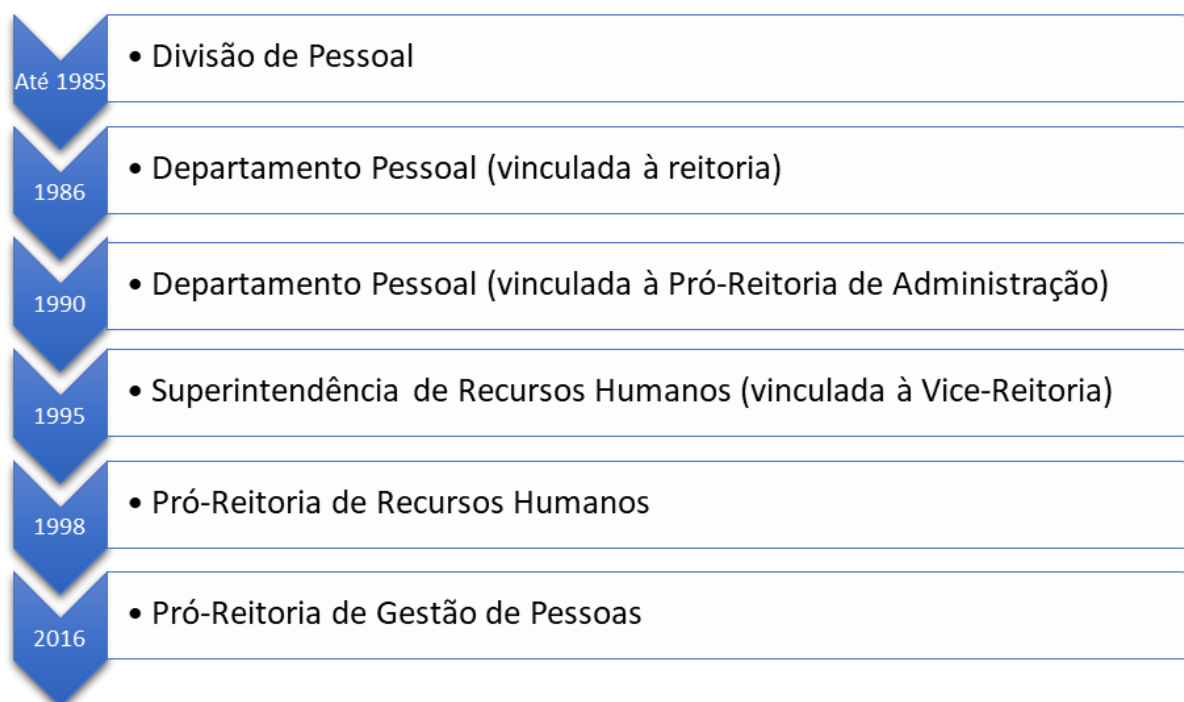 Até 1985
• Divisão de Pessoal
1986
• Departamento Pessoal (vinculada à reitoria)
1990
• Departamento Pessoal (vinculada à Pró-Reitoria de Administração)
1995
• Superintendência de Recursos Humanos (vinculada à Vice-Reitoria)
1998
• Pró-Reitoria de Recursos Humanos
2016
• Pró-Reitoria de Gestão de Pessoas